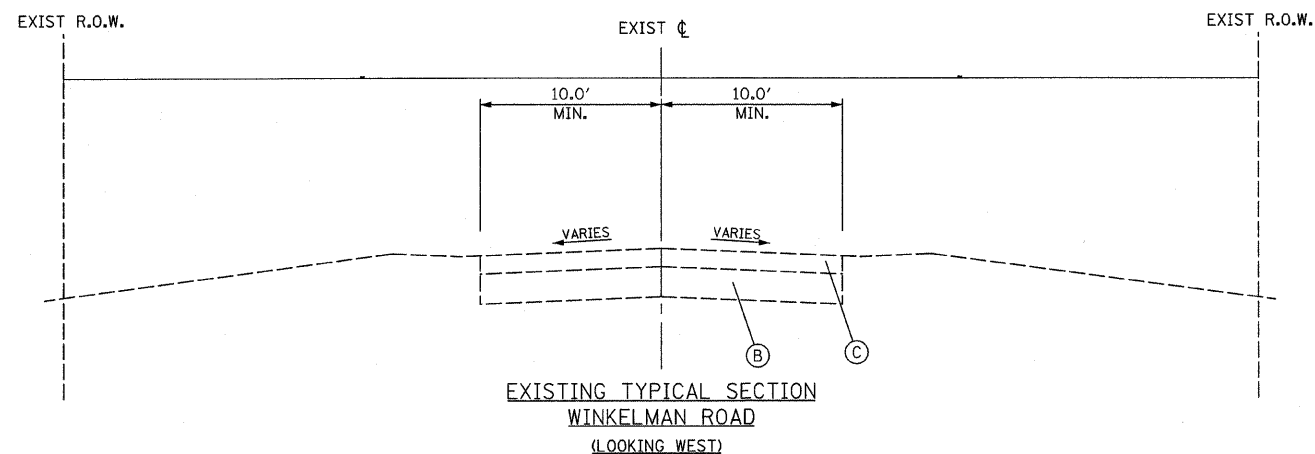 EXIST R.O.W.
EXIST ℄
EXIST R.O.W.
10.0'
MIN.
10.0'
MIN.
VARIES
VARIES
B
C
EXISTING TYPICAL SECTION
WINKELMAN ROAD
(LOOKING WEST)